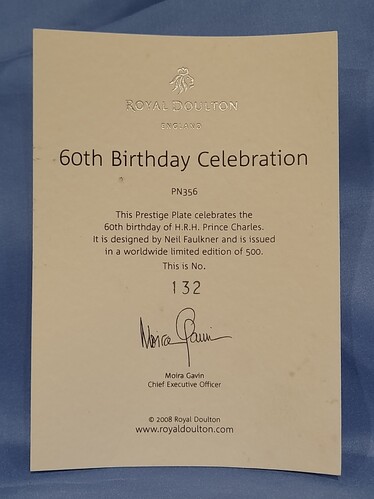 ROYAL DOULTON
ENGLAND
60th Birthday Celebration
PN356
This Prestige Plate celebrates the
60th birthday of H.R.H. Prince Charles.
It is designed by Neil Faulkner and is issued
in a worldwide limited edition of 500.
This is No.
132
Moira Gavin
Moira Gavin
Chief Executive Officer
© 2008 Royal Doulton
www.royaldoulton.com